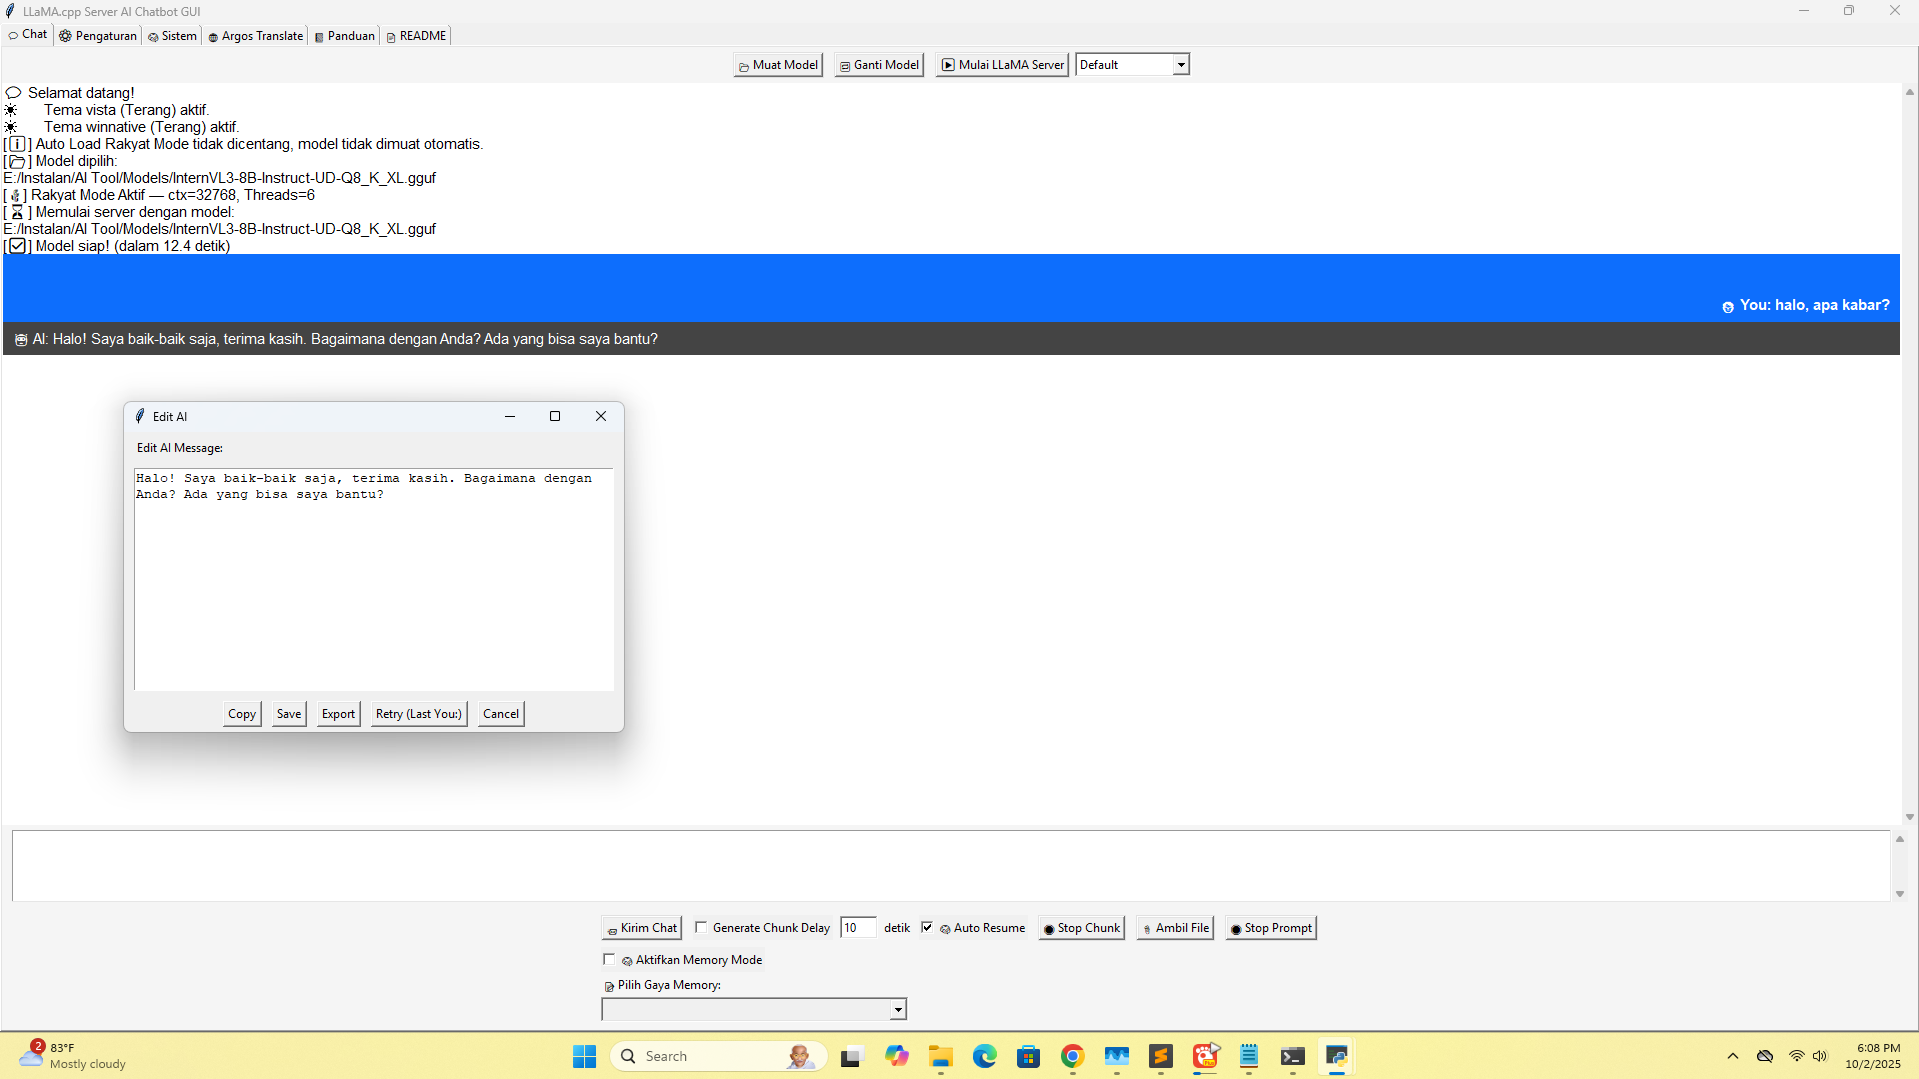 LLaMA.cpp Server AI Chatbot GUI
Chat Pengaturan Sistem Argos Translate Panduan README
Muat Model Ganti Model Mulai LLaMA Server Default
Selamat datang!
Tema vista (Terang) aktif.
Tema winnative (Terang) aktif.
[i] Auto Load Rakyat Mode tidak dicentang, model tidak dimuat otomatis.
[] Model dipilih:
E:/Instalan/AI Tool/Models/InternVL3-8B-Instruct-UD-Q8_K_XL.gguf
[] Rakyat Mode Aktif — ctx=32768, Threads=6
[] Memulai server dengan model:
E:/Instalan/AI Tool/Models/InternVL3-8B-Instruct-UD-Q8_K_XL.gguf
[] Model siap! (dalam 12.4 detik)
You: halo, apa kabar?
AI: Halo! Saya baik-baik saja, terima kasih. Bagaimana dengan Anda? Ada yang bisa saya bantu?
Edit AI
Edit AI Message:
Halo! Saya baik-baik saja, terima kasih. Bagaimana dengan
Anda? Ada yang bisa saya bantu?
Copy Save Export Retry (Last You:) Cancel
Kirim Chat Generate Chunk Delay 10 detik Auto Resume Stop Chunk Ambil File Stop Prompt
Aktifkan Memory Mode
Pilih Gaya Memory:
2
83°F
Mostly cloudy
Search
6:08 PM
10/2/2025